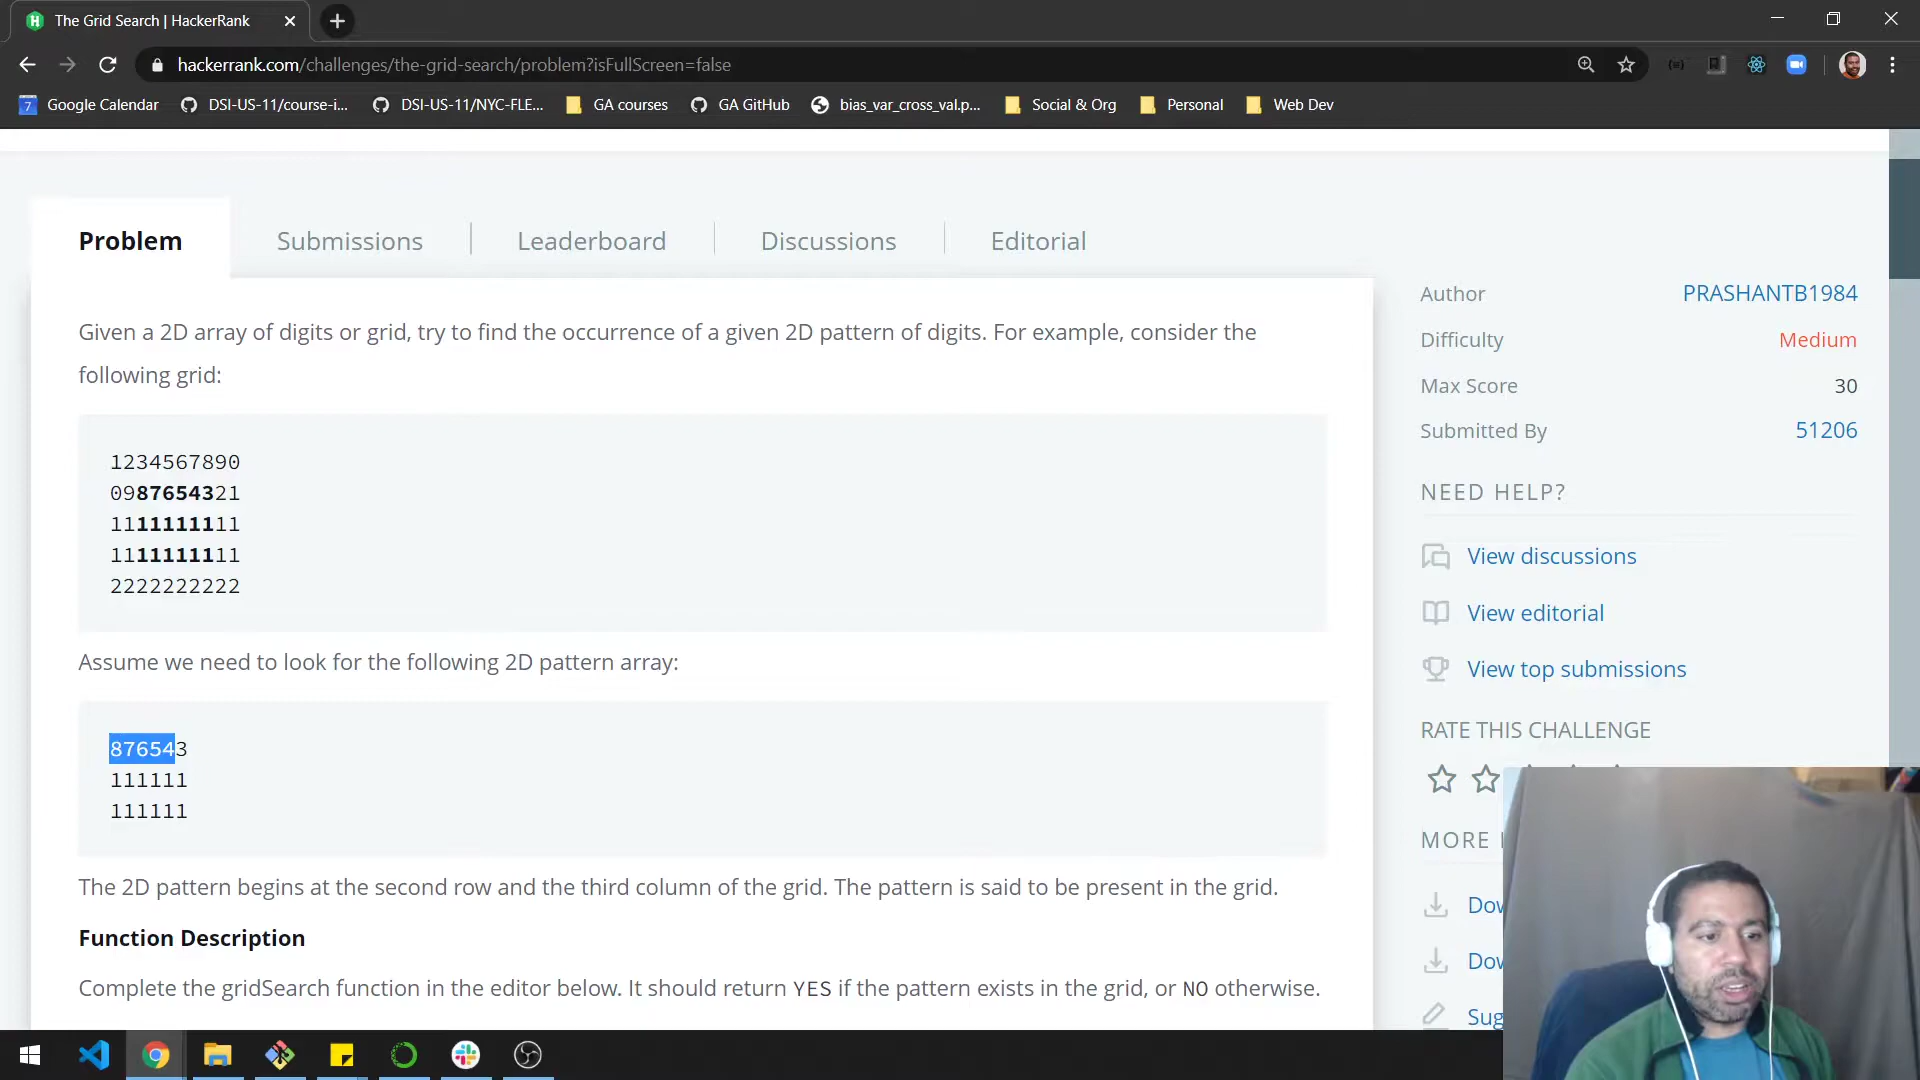 The Grid Search | HackerRank
hackerrank.com/challenges/the-grid-search/problem?isFullScreen=false
7 Google Calendar DSI-US-11/course-i... DSI-US-11/NYC-FLE... GA courses GA GitHub bias_var_cross_val.p... Social & Org Personal Web Dev
Problem Submissions Leaderboard Discussions Editorial
Given a 2D array of digits or grid, try to find the occurrence of a given 2D pattern of digits. For example, consider the
following grid:
1234567890
0987654321
1111111111
1111111111
2222222222
Assume we need to look for the following 2D pattern array:
876543
111111
111111
The 2D pattern begins at the second row and the third column of the grid. The pattern is said to be present in the grid.
Function Description
Complete the gridSearch function in the editor below. It should return YES if the pattern exists in the grid, or NO otherwise.
Author PRASHANTB1984
Difficulty Medium
Max Score 30
Submitted By 51206
NEED HELP?
View discussions
View editorial
View top submissions
RATE THIS CHALLENGE
MORE
Dow
Dow
Sug